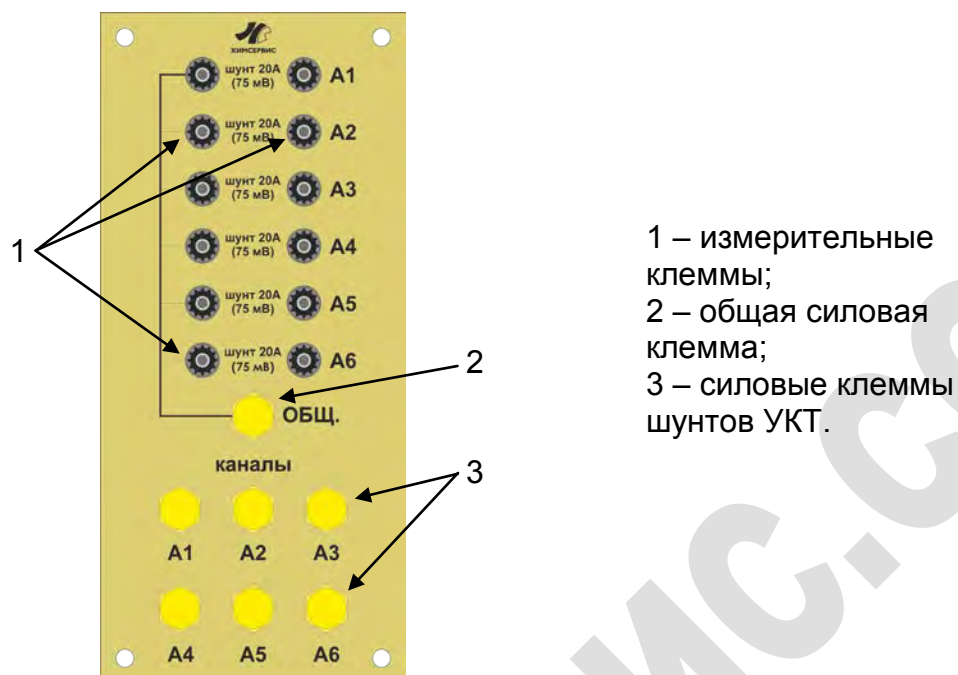 ХИМСЕРВИС
шунт 20А
(75 мВ)
А1
шунт 20А
(75 мВ)
А2
шунт 20А
(75 мВ)
А3
шунт 20А
(75 мВ)
А4
шунт 20А
(75 мВ)
А5
шунт 20А
(75 мВ)
А6
ОБЩ.
каналы
А1 А2 А3
А4 А5 А6
1
2
3
1 – измерительные
клеммы;
2 – общая силовая
клемма;
3 – силовые клеммы
шунтов УКТ.
ис.со